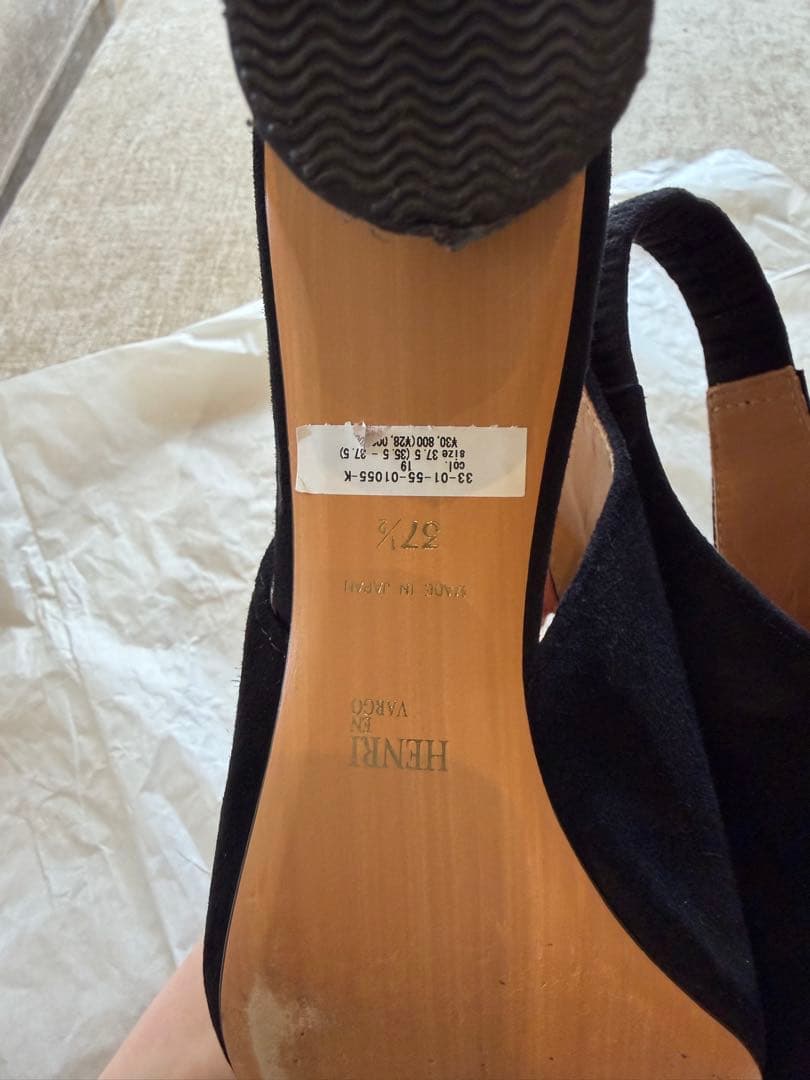 HENRI
EN
VARGO
MADE IN JAPAN
37½
33-01-55-01055-K
col. 19
size 37.5 (35.5 - 37.5)
¥30,800(¥28,00